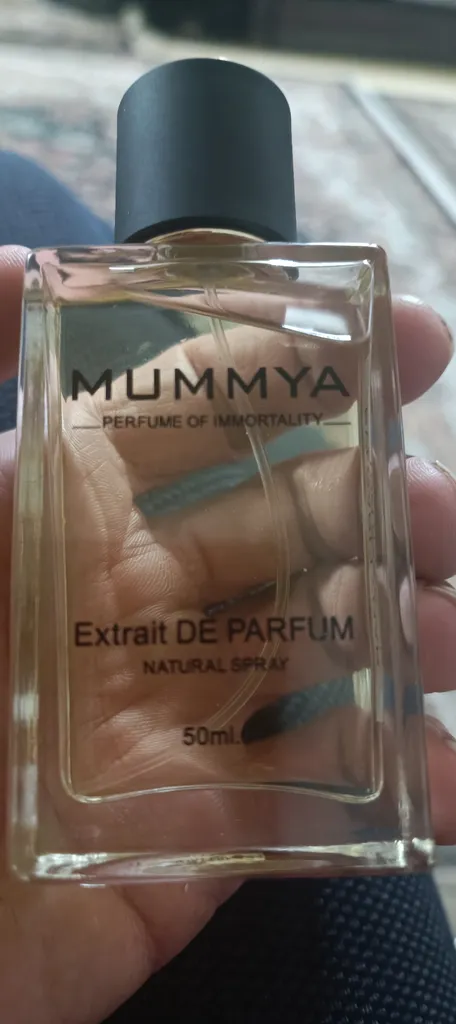 MUMMYA
PERFUME OF IMMORTALITY
Extrait DE PARFUM
NATURAL SPRAY
50ml.